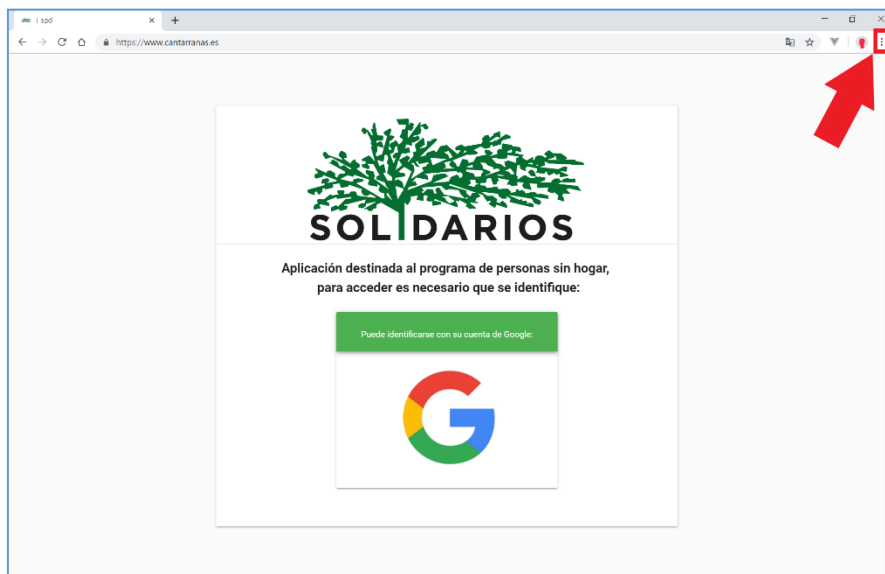 i spd
https://www.cantarranas.es
SOLIDARIOS
Aplicación destinada al programa de personas sin hogar,
para acceder es necesario que se identifique:
Puede identificarse con su cuenta de Google: